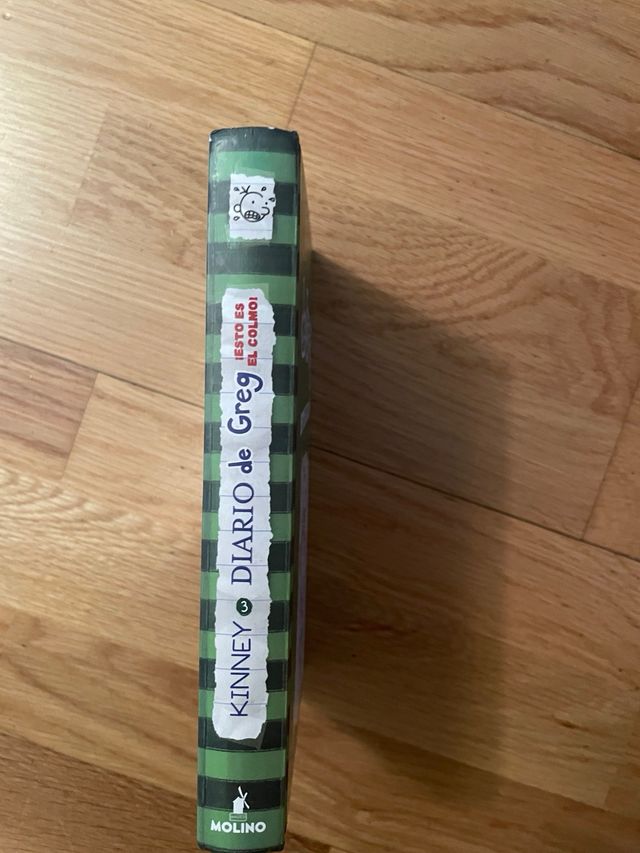 KINNEY 3 DIARIO de Greg
¡ESTO ES
EL COLMO!
MOLINO